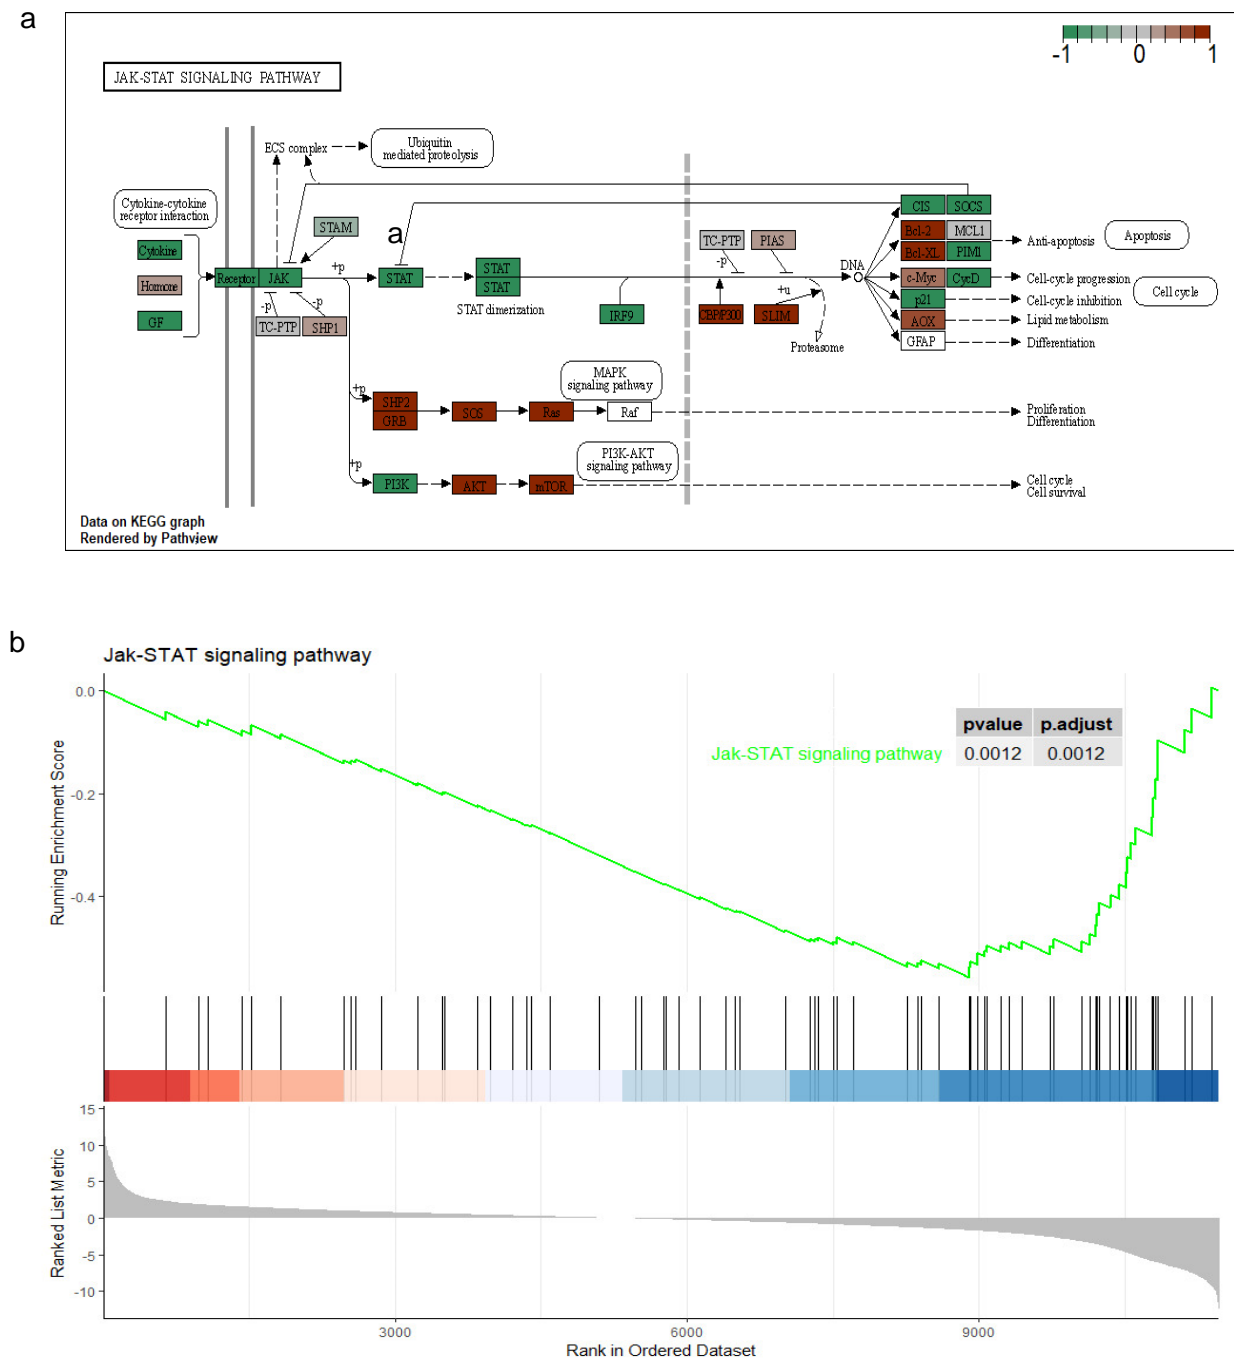 a
-1 0 1
JAK-STAT SIGNALING PATHWAY
ECS complex
Ubiquitin
mediated proteolysis
Cytokine-cytokine
receptor interaction
Cytokine
Hormone
GF
Receptor
JAK
STAM
+p
-p
-p
TC-PTP
SHP1
a
STAT
STAT
STAT
STAT dimerization
IRF9
TC-PTP
PIAS
-p
+u
CBP/P300
SLIM
Proteasome
DNA
CIS
SOCS
Bcl-2
MCL1
Bcl-XL
PIM1
c-Myc
CycD
p21
AOX
GFAP
Anti-apoptosis
Apoptosis
Cell-cycle progression
Cell-cycle inhibition
Cell cycle
Lipid metabolism
Differentiation
+p
SHP2
GRB
SOS
Ras
Raf
MAPK
signaling pathway
Proliferation
Differentiation
+p
PI3K
AKT
mTOR
PI3K-AKT
signaling pathway
Cell cycle
Cell survival
Data on KEGG graph
Rendered by Pathview
b
Jak-STAT signaling pathway
Running Enrichment Score
0.0
-0.2
-0.4
pvalue p.adjust
Jak-STAT signaling pathway 0.0012 0.0012
Ranked List Metric
15
10
5
0
-5
-10
3000 6000 9000
Rank in Ordered Dataset